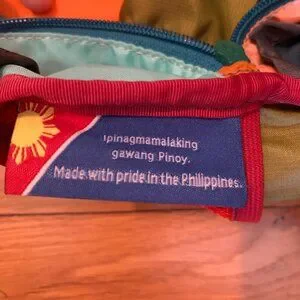 Ipinagmamalaking
gawang Pinoy.
Made with pride in the Philippines.